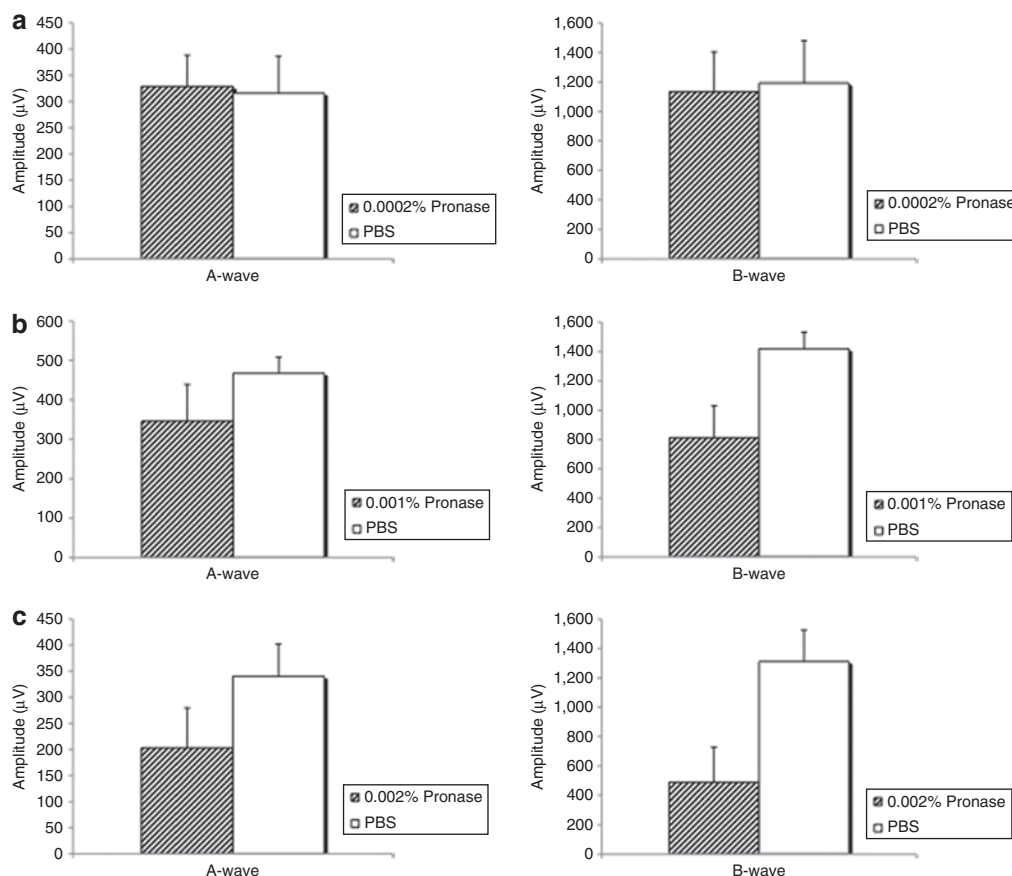 a
450
400
350
300
250
200
150
100
50
0
Amplitude (µV)
A-wave
0.0002% Pronase
PBS
1,600
1,400
1,200
1,000
800
600
400
200
0
Amplitude (µV)
B-wave
0.0002% Pronase
PBS
b
600
500
400
300
200
100
0
Amplitude (µV)
A-wave
0.001% Pronase
PBS
1,600
1,400
1,200
1,000
800
600
400
200
0
Amplitude (µV)
B-wave
0.001% Pronase
PBS
c
450
400
350
300
250
200
150
100
50
0
Amplitude (µV)
A-wave
0.002% Pronase
PBS
1,600
1,400
1,200
1,000
800
600
400
200
0
Amplitude (µV)
B-wave
0.002% Pronase
PBS